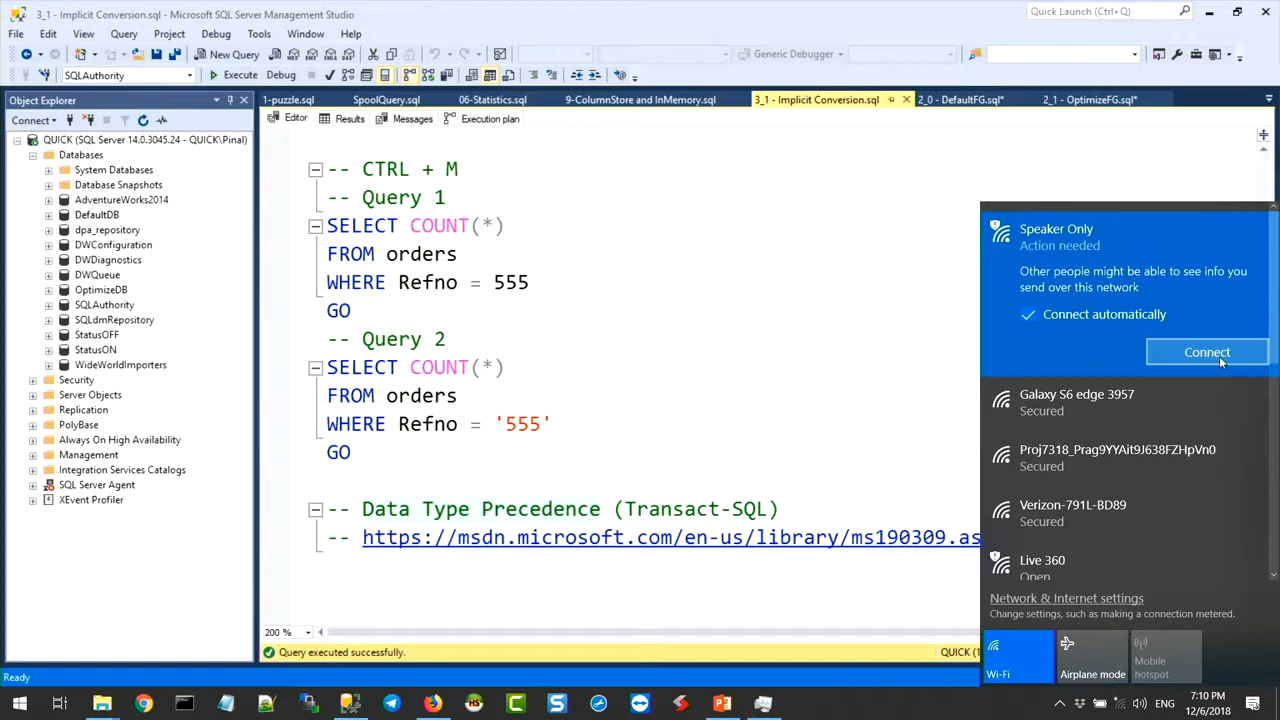 3_1 - Implicit Conversion.sql - Microsoft SQL Server Management Studio
Quick Launch (Ctrl+Q)
File Edit View Query Project Debug Tools Window Help
New Query
Generic Debugger
SQLAuthority
Execute Debug
Object Explorer
1-puzzle.sql SpoolQuery.sql 06-Statistics.sql 9-ColumnStore and InMemory.sql 3_1 - Implicit Conversion.sql 2_0 - DefaultFG.sql* 2_1 - OptimizeFG.sql*
Connect
Editor Results Messages Execution plan
QUICK (SQL Server 14.0.3045.24 - QUICK\Pinal)
Databases
System Databases
Database Snapshots
AdventureWorks2014
DefaultDB
dpa_repository
DWConfiguration
DWDiagnostics
DWQueue
OptimizeDB
SQLAuthority
SQLdmRepository
StatusOFF
StatusON
WideWorldImporters
Security
Server Objects
Replication
PolyBase
Always On High Availability
Management
Integration Services Catalogs
SQL Server Agent
XEvent Profiler
-- CTRL + M
-- Query 1
SELECT COUNT(*)
FROM orders
WHERE Refno = 555
GO
-- Query 2
SELECT COUNT(*)
FROM orders
WHERE Refno = '555'
GO
-- Data Type Precedence (Transact-SQL)
-- https://msdn.microsoft.com/en-us/library/ms190309.as
200 %
Query executed successfully.
QUICK (1
Ready
Speaker Only
Action needed
Other people might be able to see info you
send over this network
Connect automatically
Connect
Galaxy S6 edge 3957
Secured
Proj7318_Prag9YYAit9J638FZHpVn0
Secured
Verizon-791L-BD89
Secured
Live 360
Open
Network & Internet settings
Change settings, such as making a connection metered.
Wi-Fi
Airplane mode
Mobile
hotspot
ENG
7:10 PM
12/6/2018